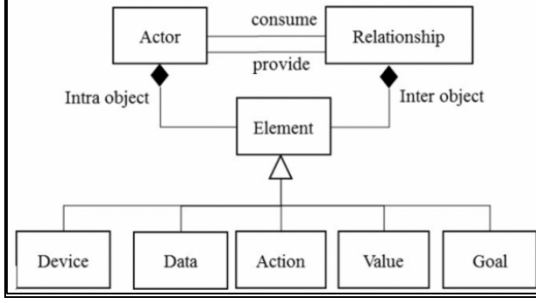 consume
Actor
Relationship
provide
Intra object
Inter object
Element
Device
Data
Action
Value
Goal